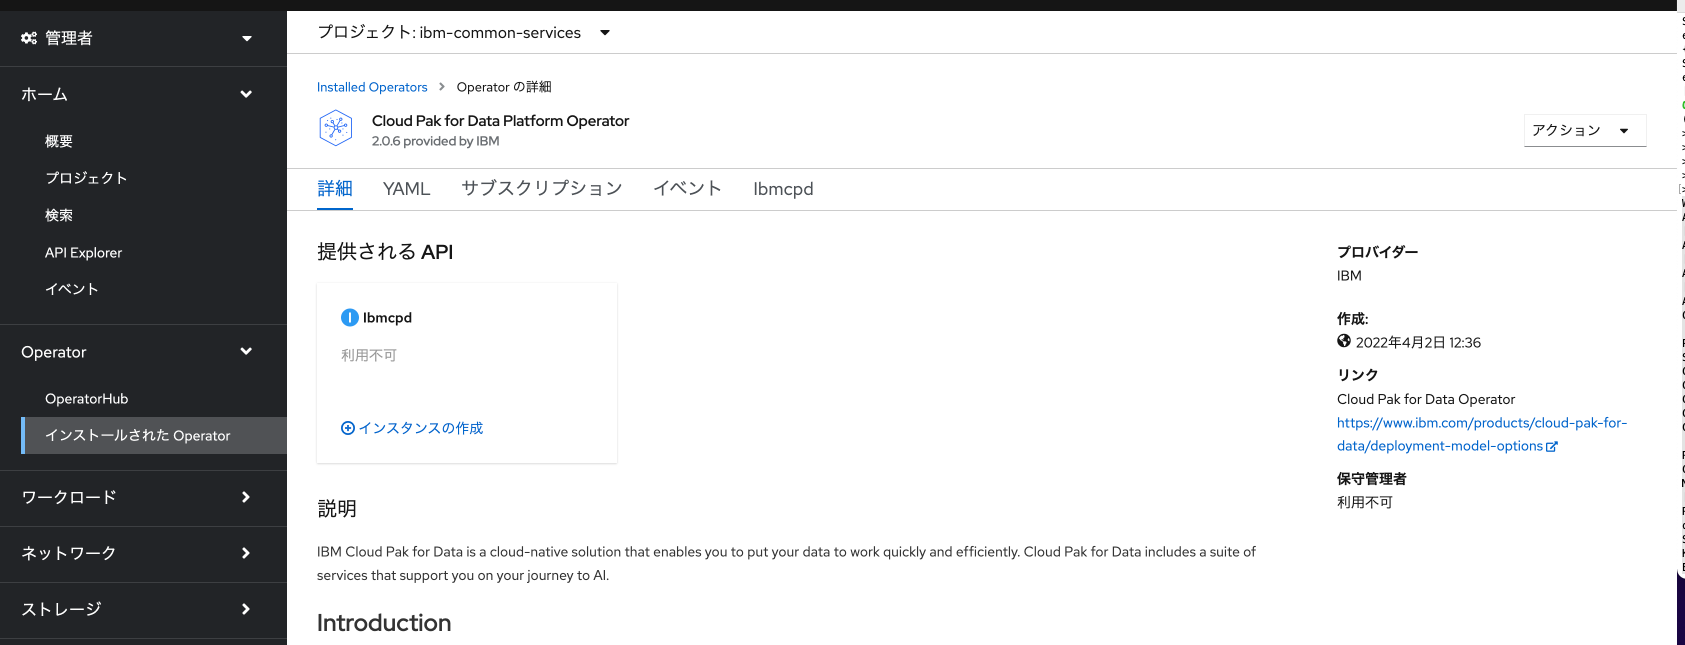 管理者
ホーム
概要
プロジェクト
検索
API Explorer
イベント
Operator
OperatorHub
インストールされた Operator
ワークロード
ネットワーク
ストレージ
プロジェクト: ibm-common-services
Installed Operators > Operator の詳細
Cloud Pak for Data Platform Operator
2.0.6 provided by IBM
アクション
詳細 YAML サブスクリプション イベント Ibmcpd
提供される API
I Ibmcpd
利用不可
インスタンスの作成
説明
IBM Cloud Pak for Data is a cloud-native solution that enables you to put your data to work quickly and efficiently. Cloud Pak for Data includes a suite of
services that support you on your journey to AI.
Introduction
プロバイダー
IBM
作成:
2022年4月2日 12:36
リンク
Cloud Pak for Data Operator
https://www.ibm.com/products/cloud-pak-for-
data/deployment-model-options
保守管理者
利用不可